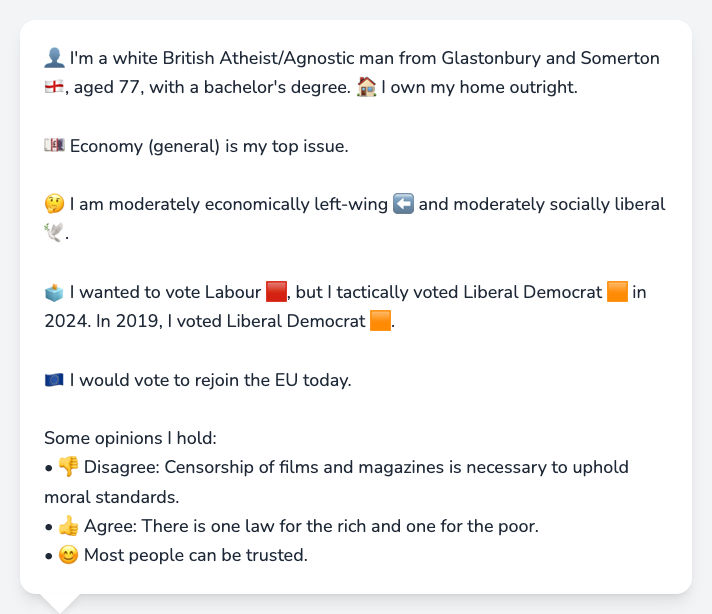 👤 I'm a white British Atheist/Agnostic man from Glastonbury and Somerton
🏴󠁧󠁢󠁥󠁮󠁧󠁿, aged 77, with a bachelor's degree. 🏠 I own my home outright.
💷 Economy (general) is my top issue.
🤔 I am moderately economically left-wing ⬅️ and moderately socially liberal
🕊️.
🗳️ I wanted to vote Labour 🟥, but I tactically voted Liberal Democrat 🟧 in
2024. In 2019, I voted Liberal Democrat 🟧.
🇪🇺 I would vote to rejoin the EU today.
Some opinions I hold:
• 👎 Disagree: Censorship of films and magazines is necessary to uphold
moral standards.
• 👍 Agree: There is one law for the rich and one for the poor.
• 😊 Most people can be trusted.